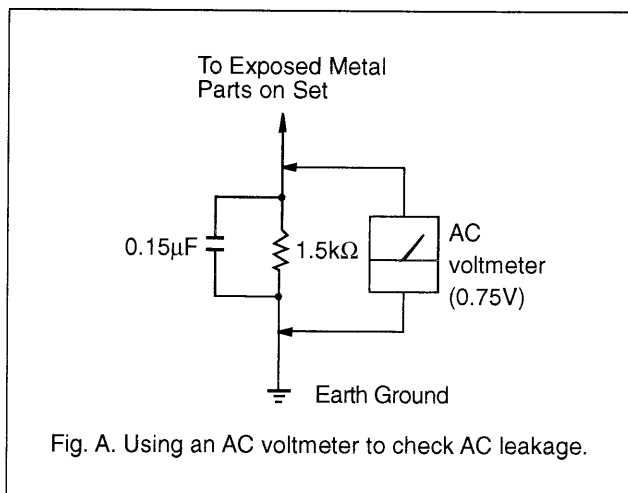 To Exposed Metal
Parts on Set
0.15µF
1.5kΩ
AC
voltmeter
(0.75V)
Earth Ground
Fig. A. Using an AC voltmeter to check AC leakage.